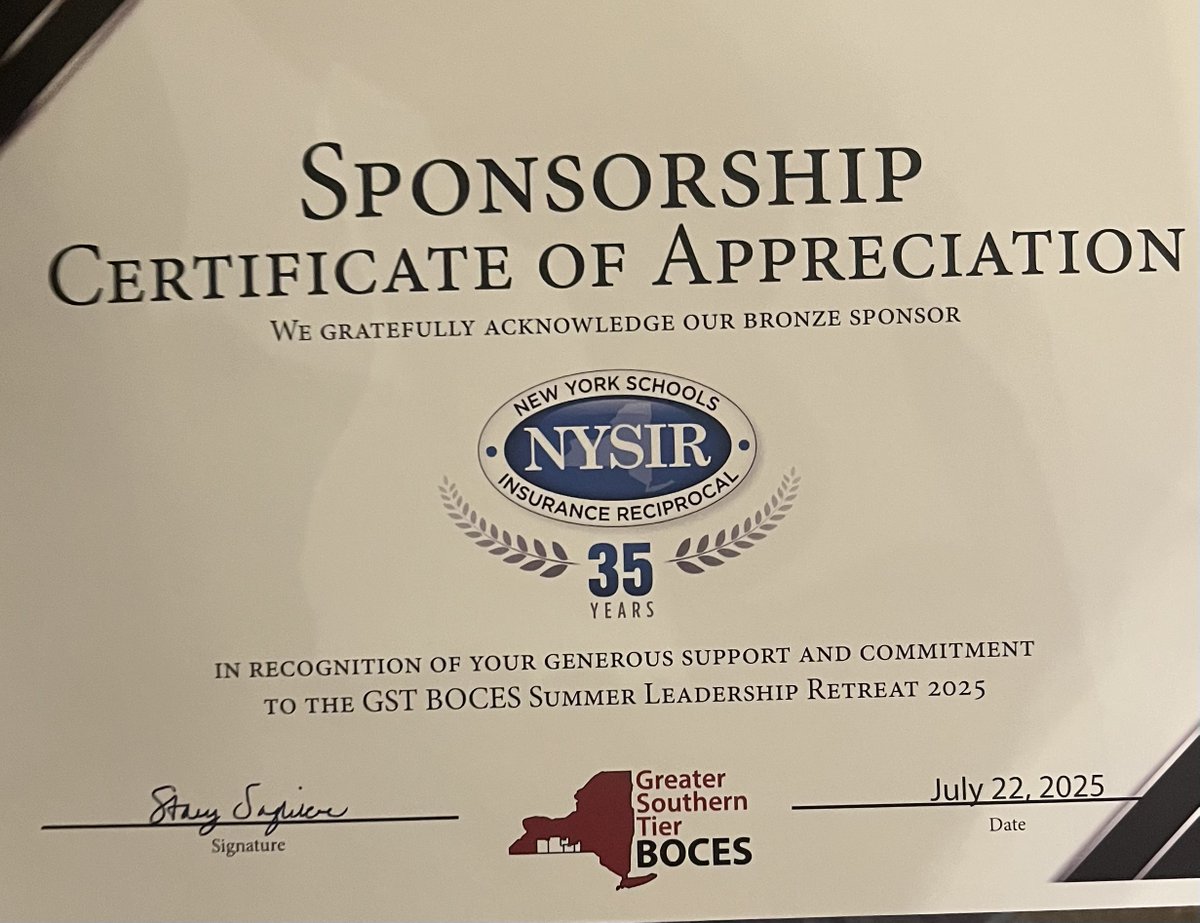 SPONSORSHIP
CERTIFICATE OF APPRECIATION
WE GRATEFULLY ACKNOWLEDGE OUR BRONZE SPONSOR
NEW YORK SCHOOLS
NYSIR
INSURANCE RECIPROCAL
35
YEARS
IN RECOGNITION OF YOUR GENEROUS SUPPORT AND COMMITMENT
TO THE GST BOCES SUMMER LEADERSHIP RETREAT 2025
Stacy
Signature
Greater
Southern
Tier
BOCES
July 22, 2025
Date